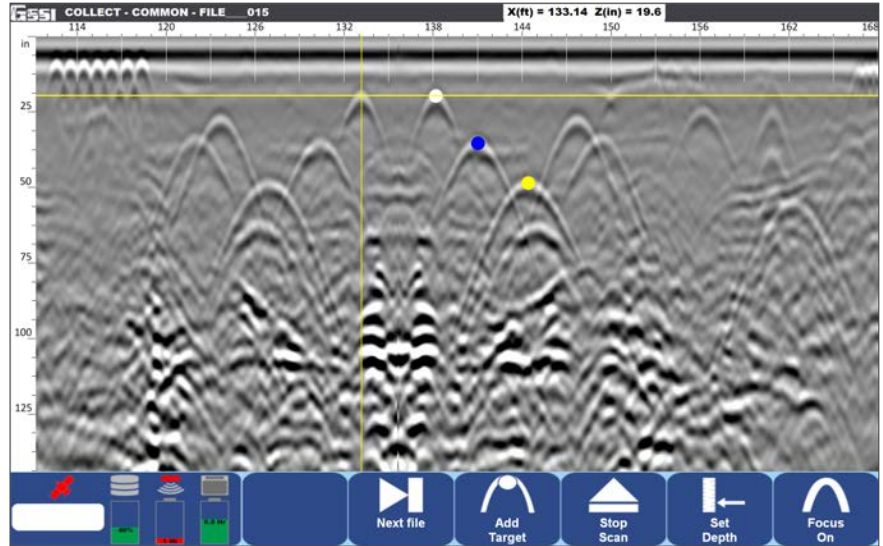 GSSI COLLECT - COMMON - FILE___015
X(ft) = 133.14 Z(in) = 19.6
114 120 126 132 138 144 150 156 162 168
in
25
50
75
100
125
Next file
Add
Target
Stop
Scan
Set
Depth
Focus
On